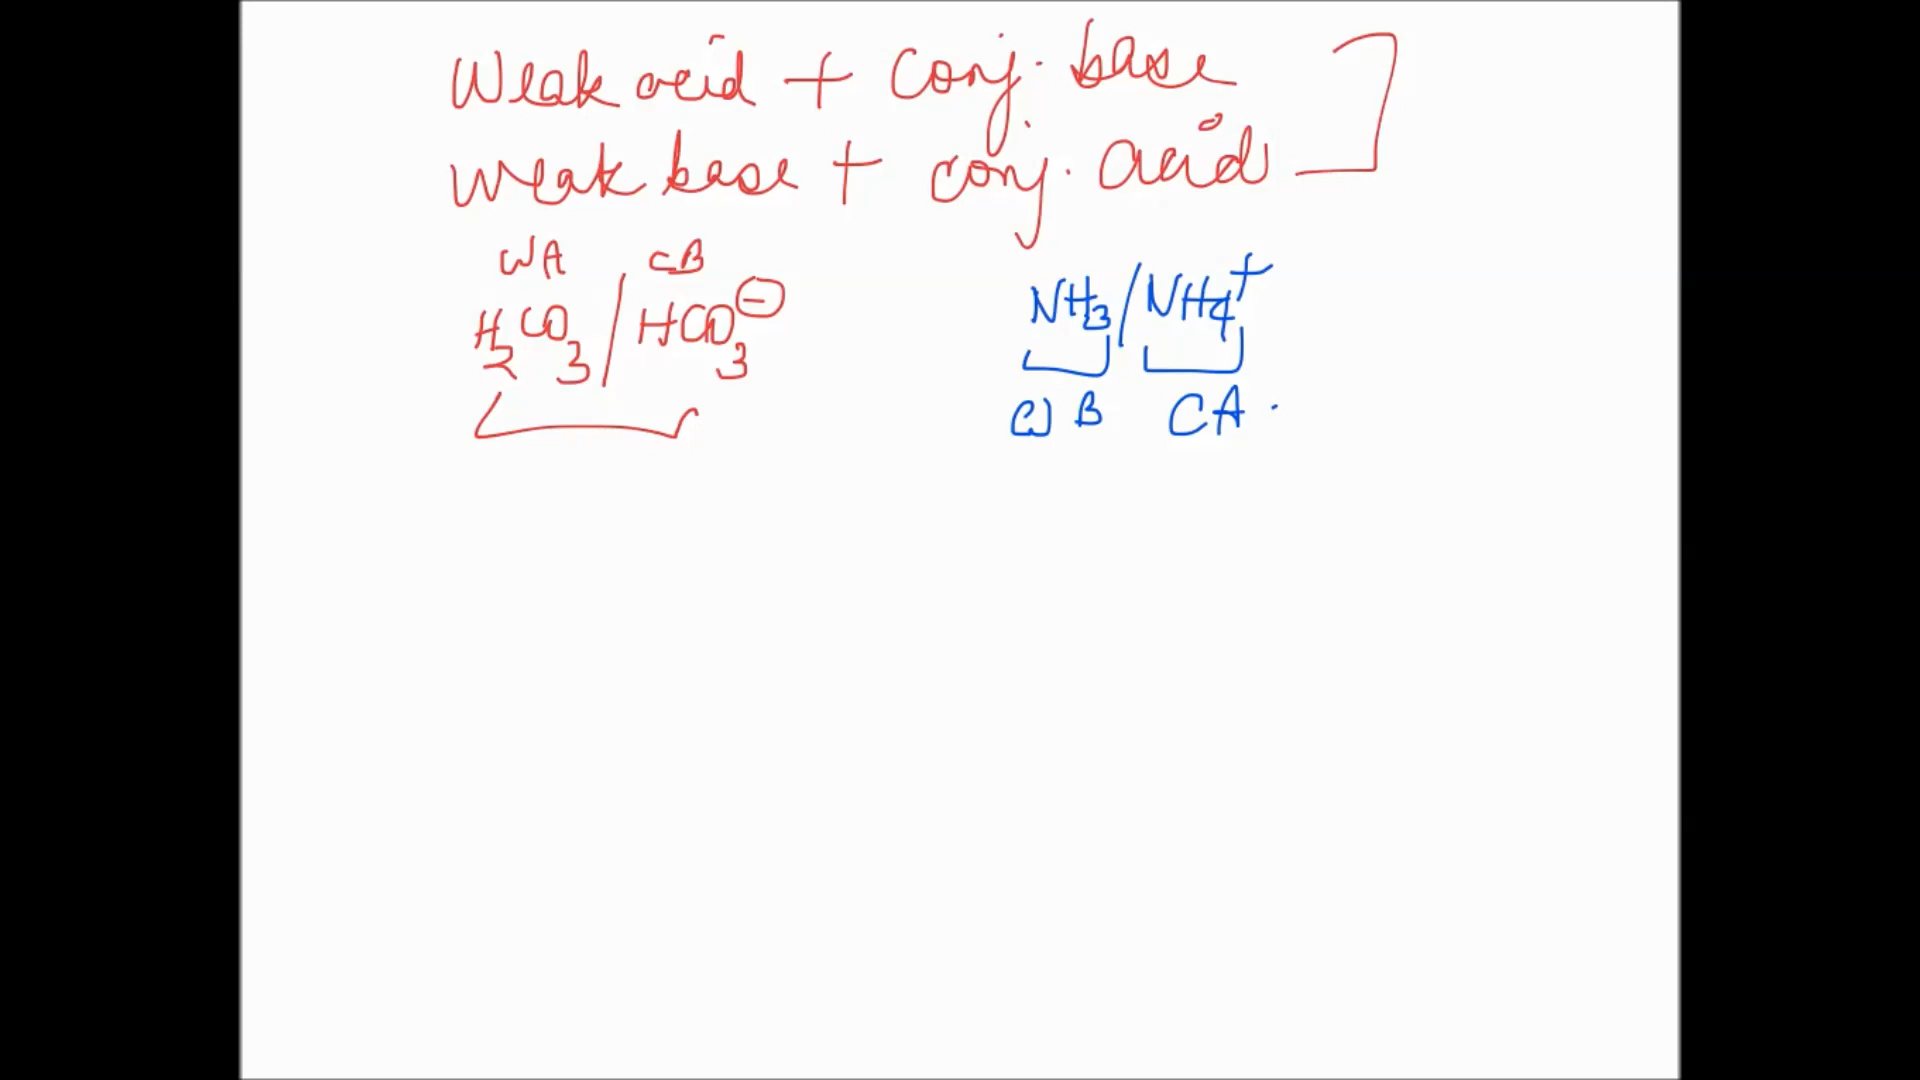 Weak acid + Conj. base
Weak base + conj. acid
WA CB
H2CO3 / HCO3⊖
NH3 / NH4+
W B CA.